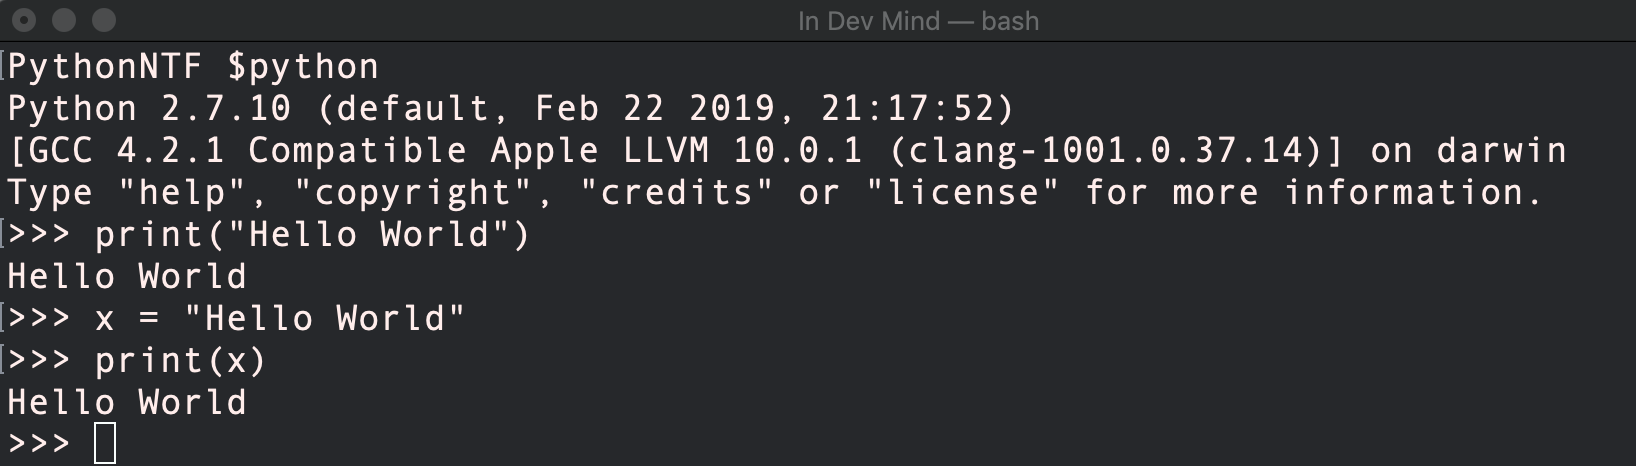 In Dev Mind — bash
PythonNTF $python
Python 2.7.10 (default, Feb 22 2019, 21:17:52)
[GCC 4.2.1 Compatible Apple LLVM 10.0.1 (clang-1001.0.37.14)] on darwin
Type "help", "copyright", "credits" or "license" for more information.
>>> print("Hello World")
Hello World
>>> x = "Hello World"
>>> print(x)
Hello World
>>>